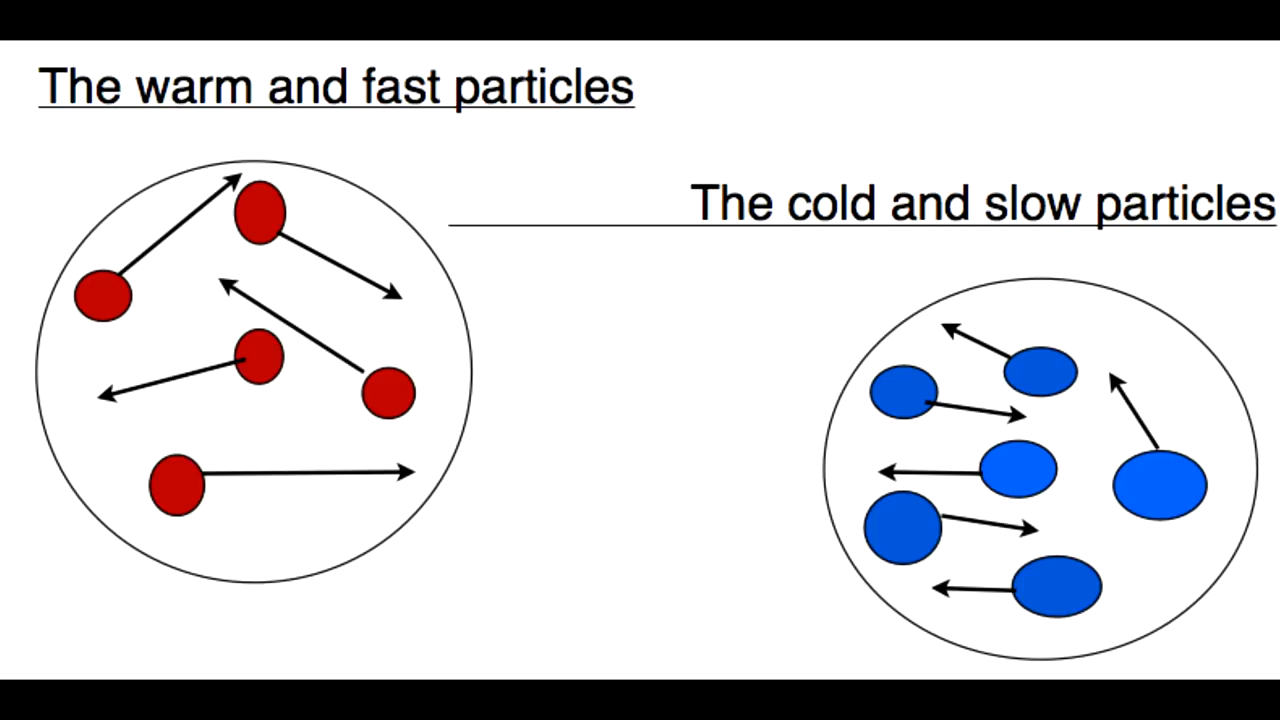 The warm and fast particles
The cold and slow particles